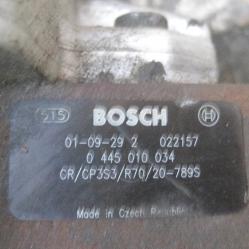 STS BOSCH
01-09-29 2 022157
0 445 010 034
CR/CP3S3/R70/20-789S
Made in Czech Republic